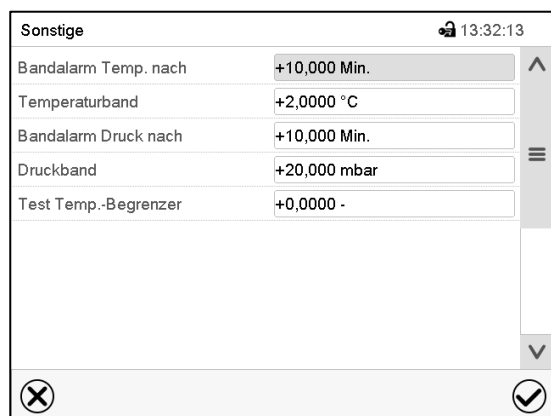 Sonstige 13:32:13
Bandalarm Temp. nach +10,000 Min.
Temperaturband +2,0000 °C
Bandalarm Druck nach +10,000 Min.
Druckband +20,000 mbar
Test Temp.-Begrenzer +0,0000 -